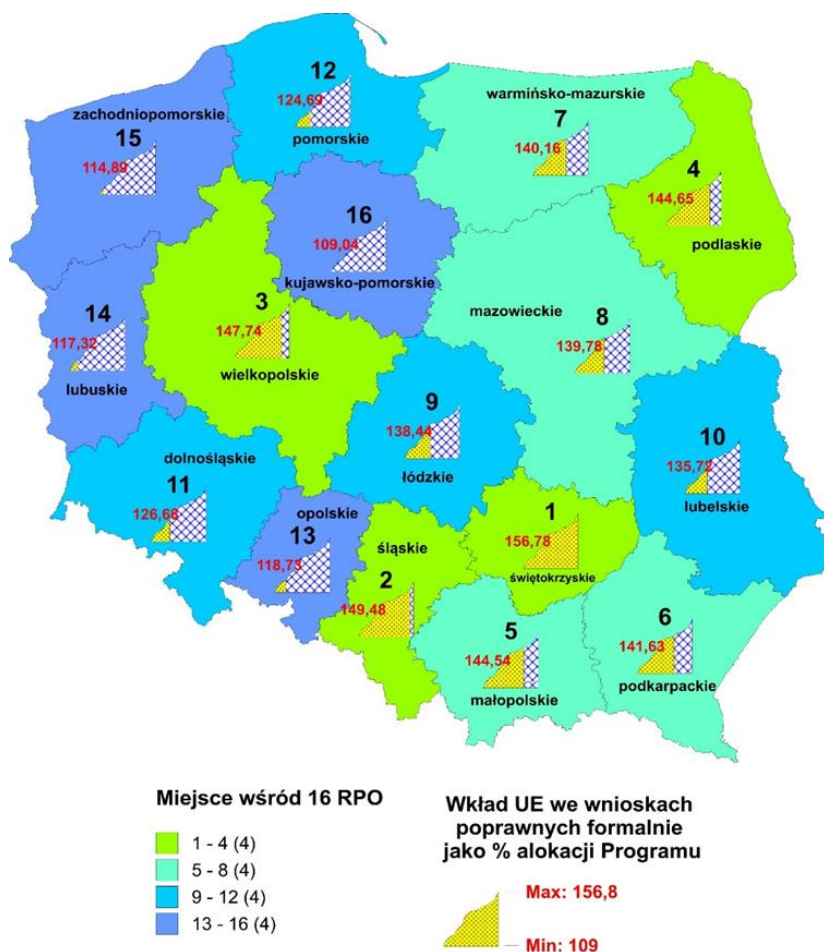 12
124,69
pomorskie
zachodniopomorskie
15
114,89
warmińsko-mazurskie
7
140,16
4
144,65
podlaskie
16
109,04
kujawsko-pomorskie
14
117,32
lubuskie
3
147,74
wielkopolskie
mazowieckie
8
139,78
9
138,44
łódzkie
10
135,72
lubelskie
dolnośląskie
11
126,68
opolskie
13
118,73
śląskie
2
149,48
1
156,78
świętokrzyskie
5
144,54
małopolskie
6
141,63
podkarpackie
Miejsce wśród 16 RPO
1 - 4 (4)
5 - 8 (4)
9 - 12 (4)
13 - 16 (4)
Wkład UE we wnioskach
poprawnych formalnie
jako % alokacji Programu
Max: 156,8
Min: 109